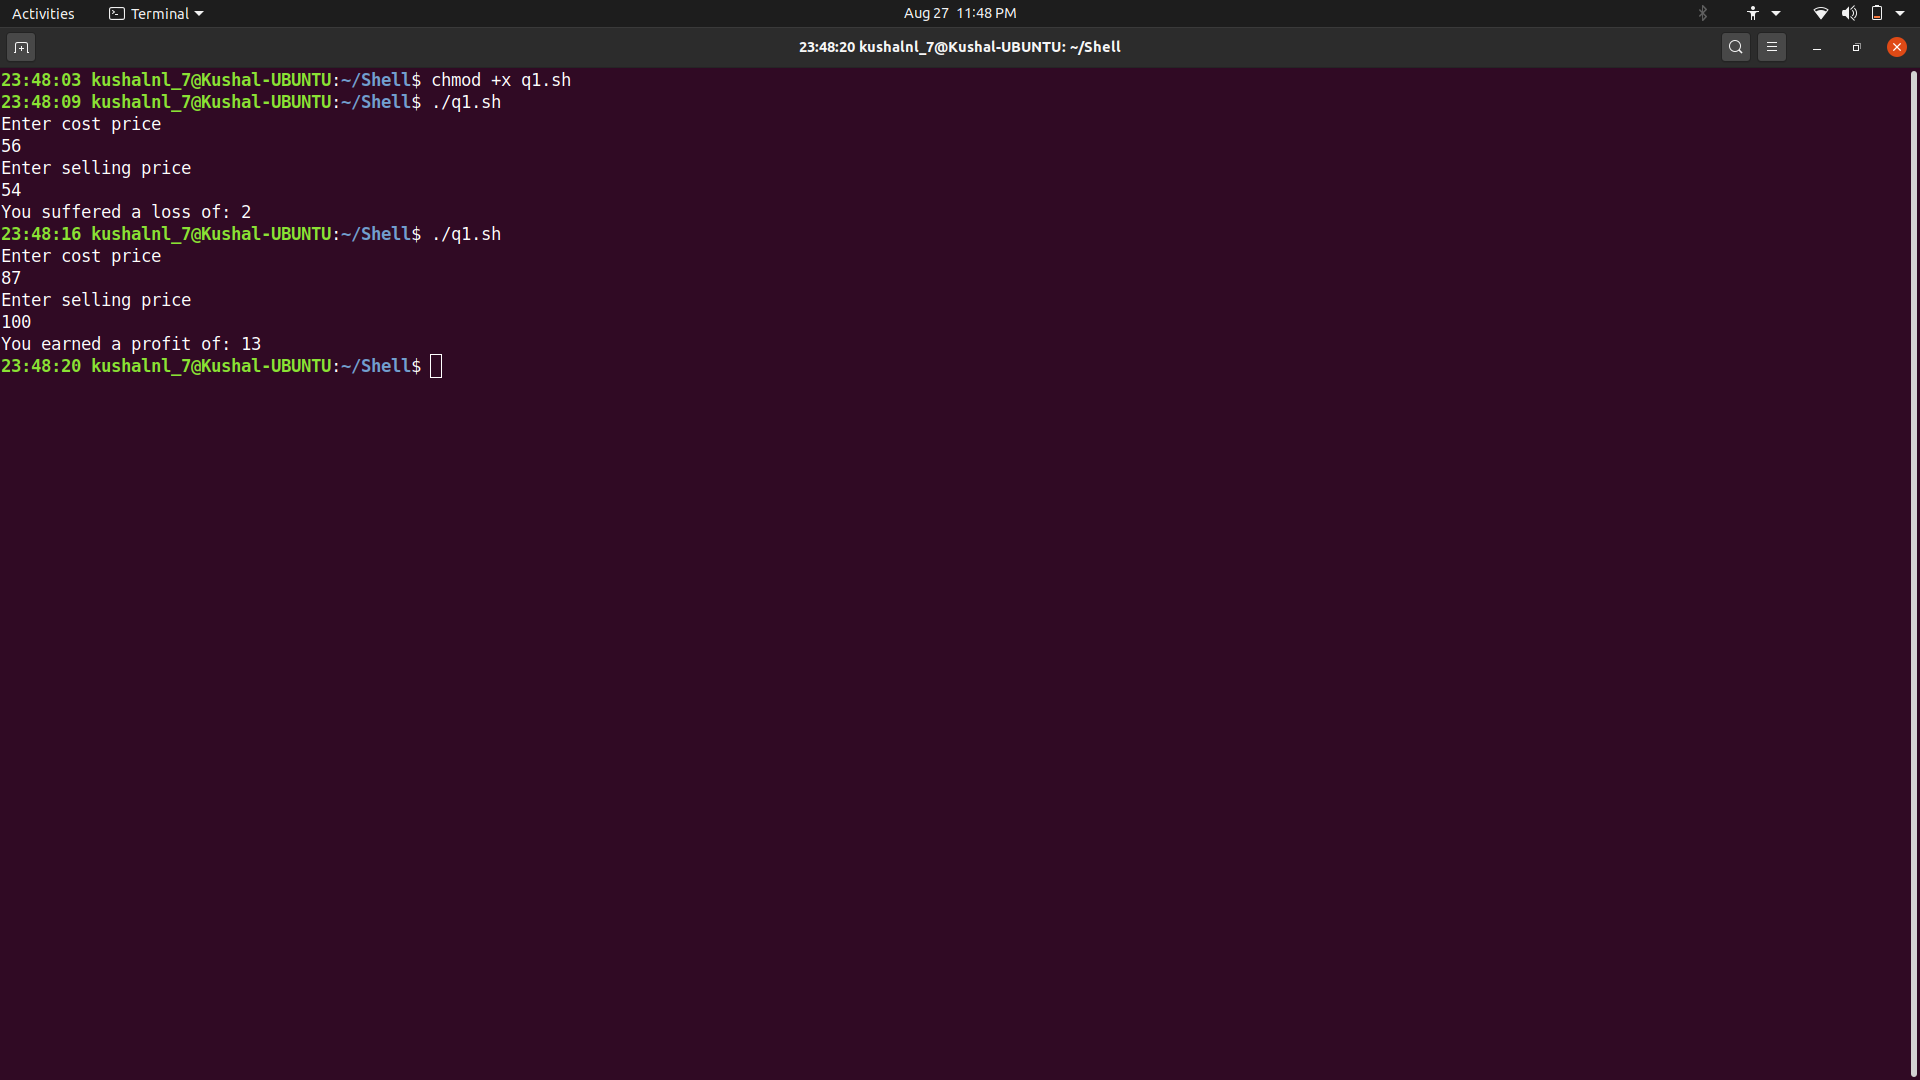 Activities Terminal Aug 27 11:48 PM
23:48:20 kushalnl_7@Kushal-UBUNTU: ~/Shell
23:48:03 kushalnl_7@Kushal-UBUNTU:~/Shell$ chmod +x q1.sh
23:48:09 kushalnl_7@Kushal-UBUNTU:~/Shell$ ./q1.sh
Enter cost price
56
Enter selling price
54
You suffered a loss of: 2
23:48:16 kushalnl_7@Kushal-UBUNTU:~/Shell$ ./q1.sh
Enter cost price
87
Enter selling price
100
You earned a profit of: 13
23:48:20 kushalnl_7@Kushal-UBUNTU:~/Shell$